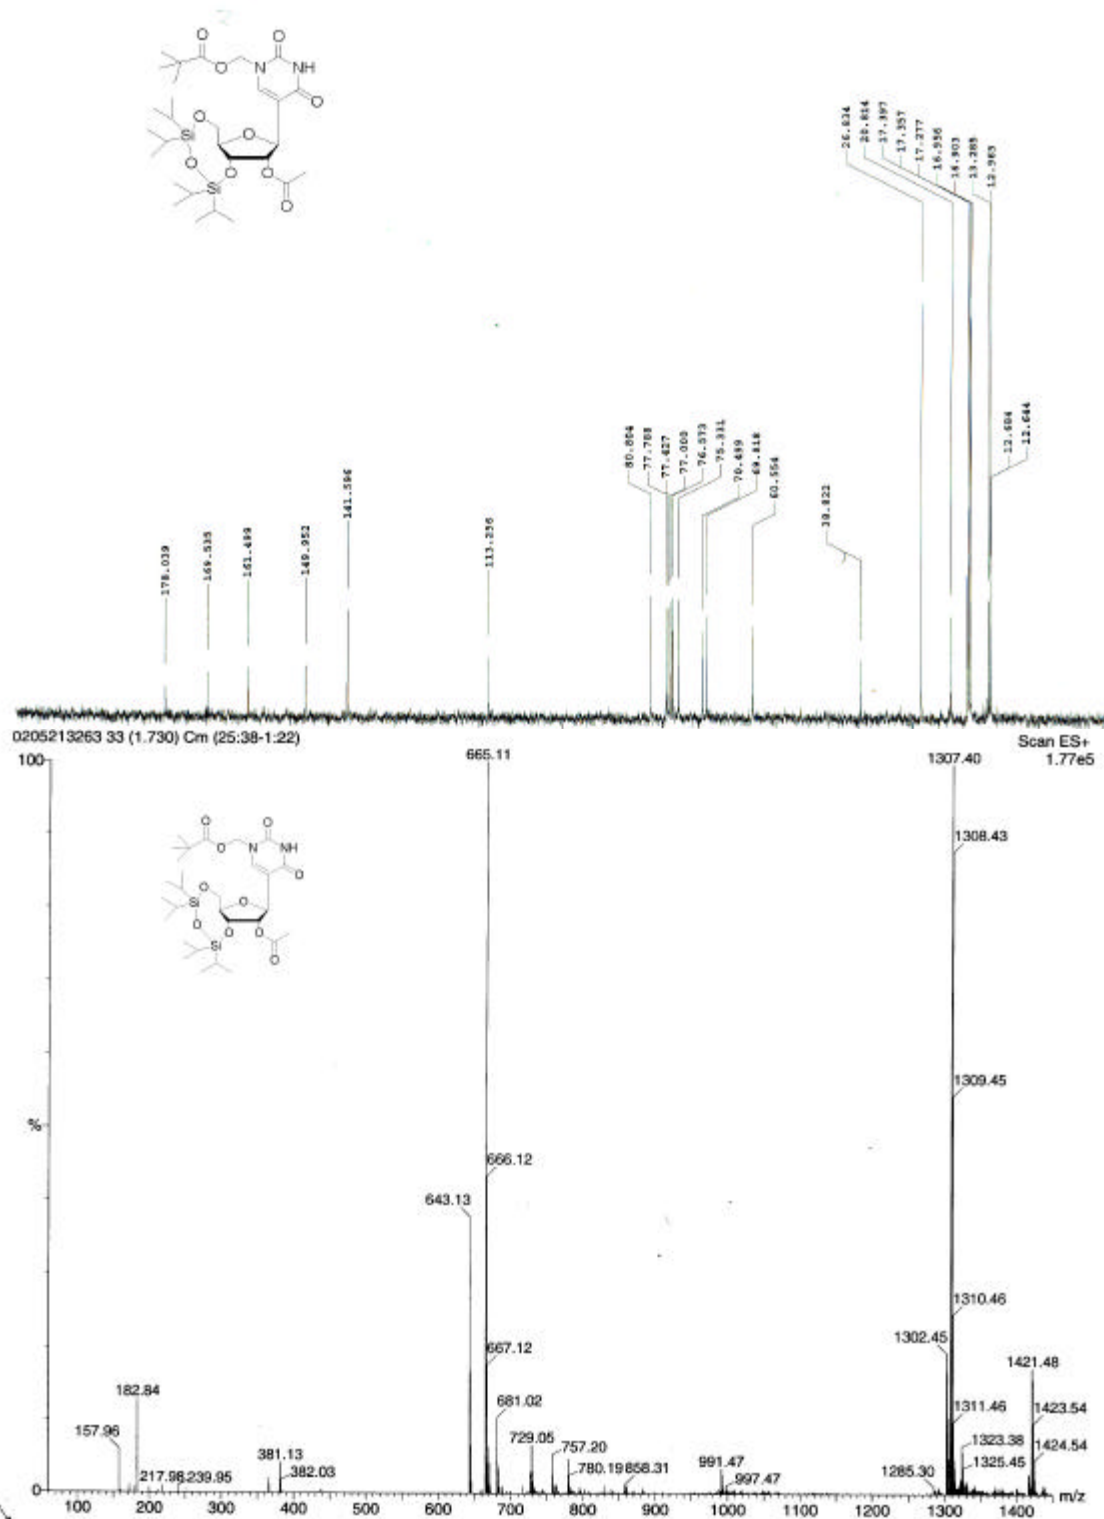 O
O
O
N
NH
O
O
O
O
Si
O
Si
O
O
O
26.834
20.814
17.397
17.357
17.277
16.956
16.903
13.285
12.983
12.684
12.644
80.804
77.788
77.427
77.000
76.573
75.331
70.499
69.818
60.554
38.822
178.039
169.535
161.499
149.952
141.596
113.256
0205213263 33 (1.730) Cm (25:38-1:22)
Scan ES+
1.77e5
100
%
0
665.11
1307.40
1308.43
1309.45
666.12
643.13
1310.46
1302.45
667.12
1421.48
182.84
681.02
1311.46
1423.54
157.96
729.05
1323.38
757.20
1424.54
381.13
1325.45
217.98
239.95
382.03
780.19
858.31
991.47
997.47
1285.30
O
O
O
N
NH
O
O
O
Si
O
Si
O
O
O
100 200 300 400 500 600 700 800 900 1000 1100 1200 1300 1400 m/z